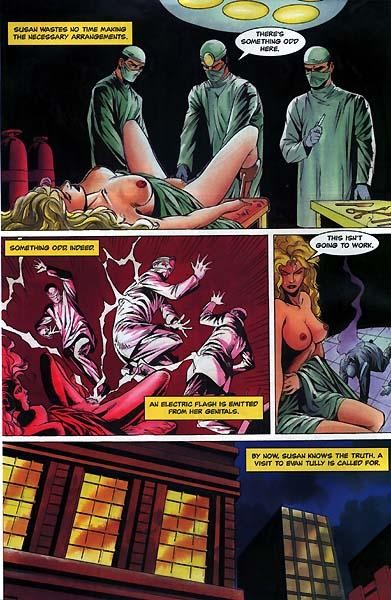 SUSAN WASTES NO TIME MAKING
THE NECESSARY ARRANGEMENTS.
THERE'S
SOMETHING ODD
HERE.
SOMETHING ODD, INDEED.
AN ELECTRIC FLASH IS EMITTED
FROM HER GENITALS.
THIS ISN'T
GOING TO WORK.
BY NOW, SUSAN KNOWS THE TRUTH. A
VISIT TO EVAN TULLY IS CALLED FOR.